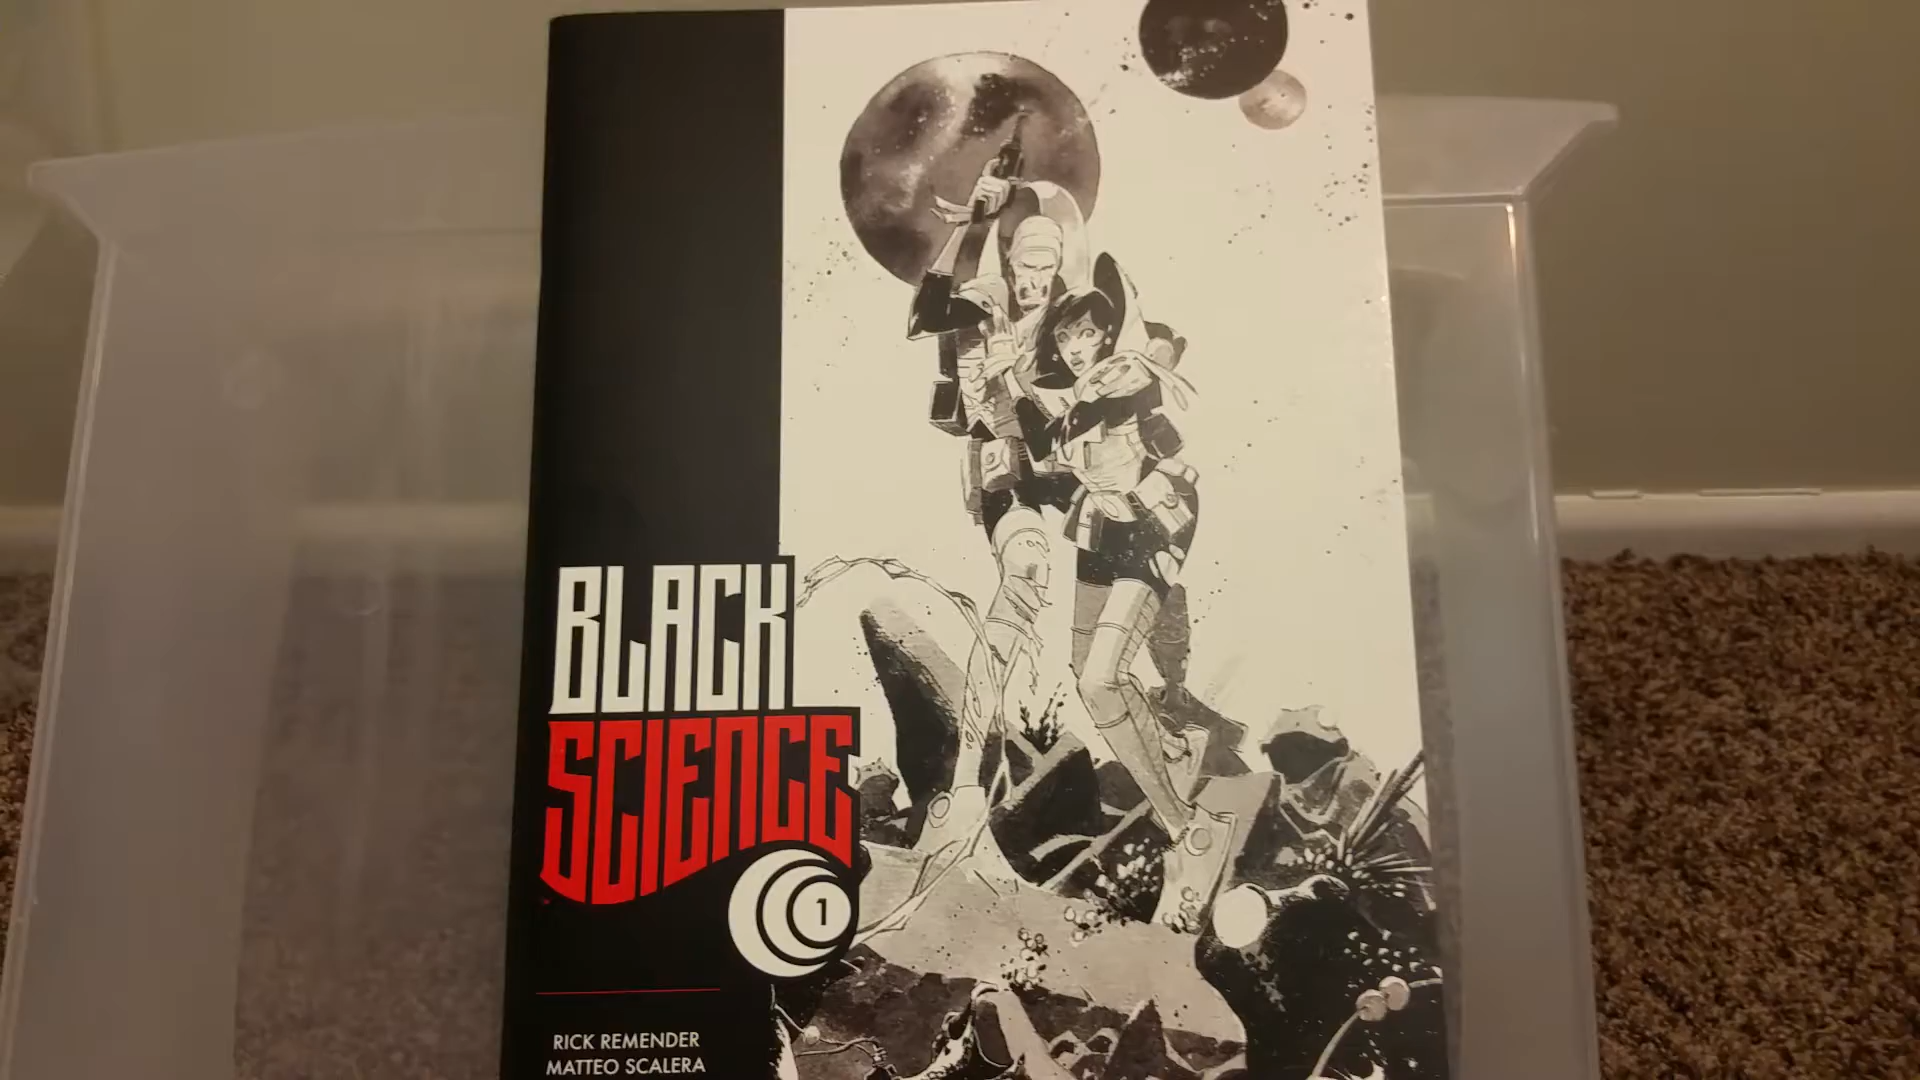 BLACK
SCIENCE
1
RICK REMENDER
MATTEO SCALERA